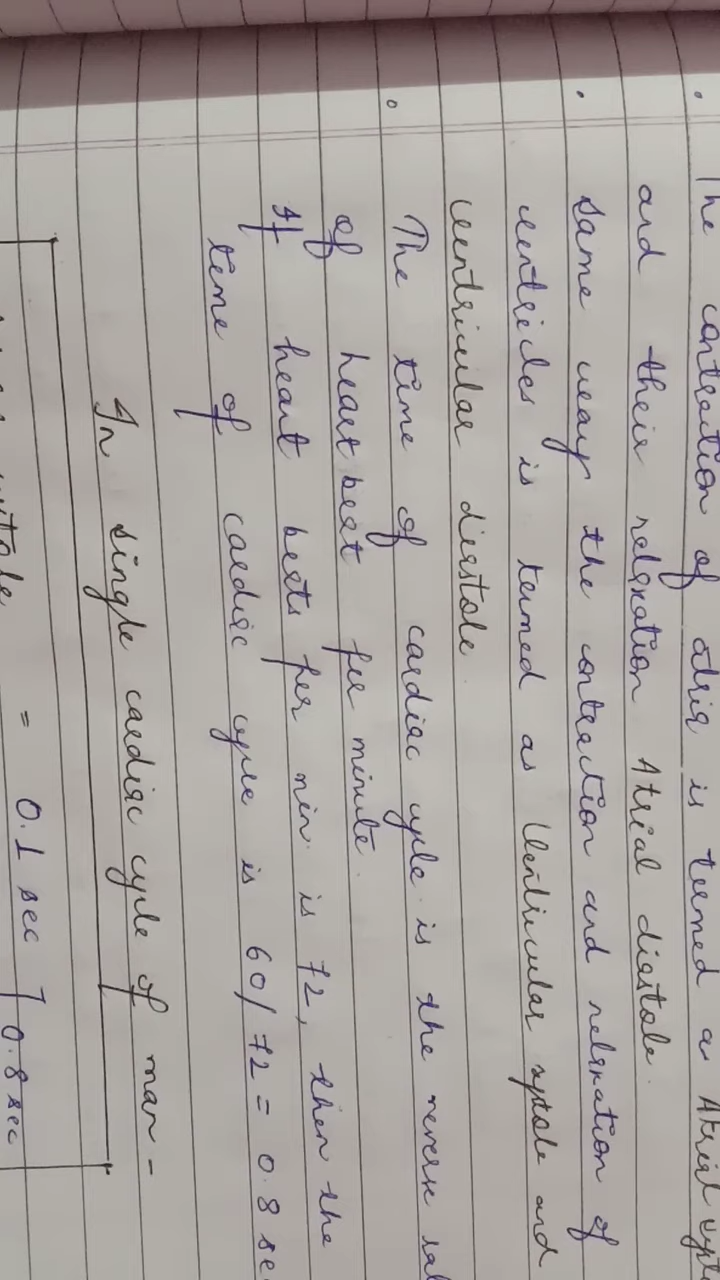 The contraction of atria is termed a Atrial
and their relaxation Atrial diastole.
same way the contraction and relaxation of
ventricles is termed as Ventricular systole and
ventricular diastole.
The time of cardiac cycle is the reverse
of heart beat per minute.
If heart beats per min. is 72, then the
time of cardiac cycle is 60/72 = 0.8 se
In single cardiac cycle of man -
= 0.1 sec 0.8 sec